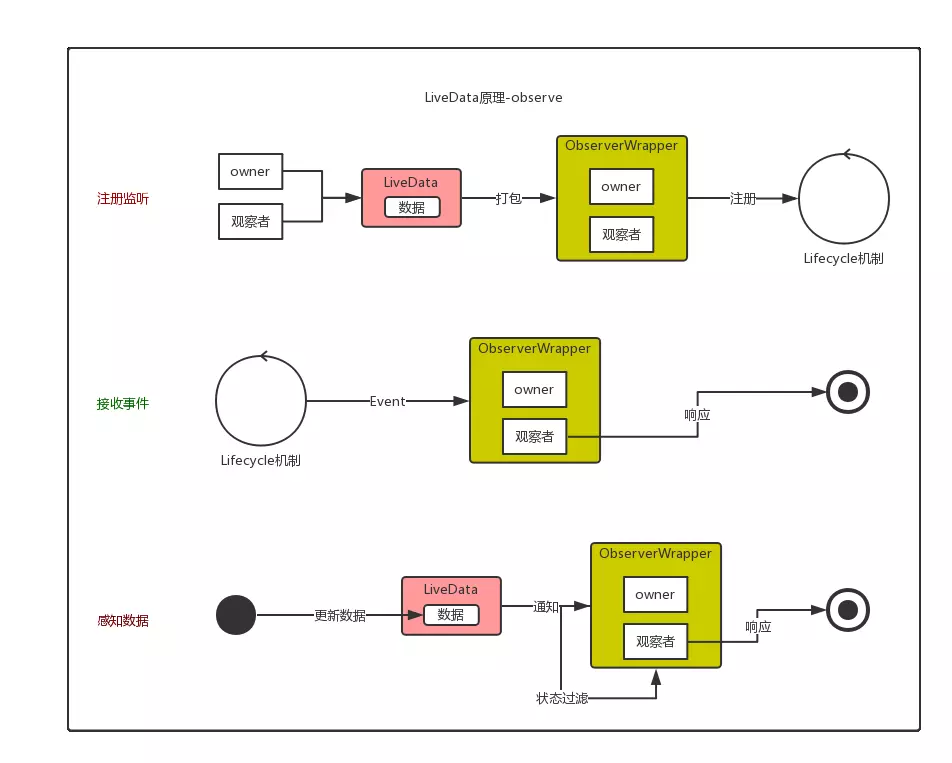 LiveData原理-observe
注册监听
owner
观察者
LiveData
数据
打包
ObserverWrapper
owner
观察者
注册
Lifecycle机制
接收事件
Lifecycle机制
Event
ObserverWrapper
owner
观察者
响应
感知数据
更新数据
LiveData
数据
通知
状态过滤
ObserverWrapper
owner
观察者
响应